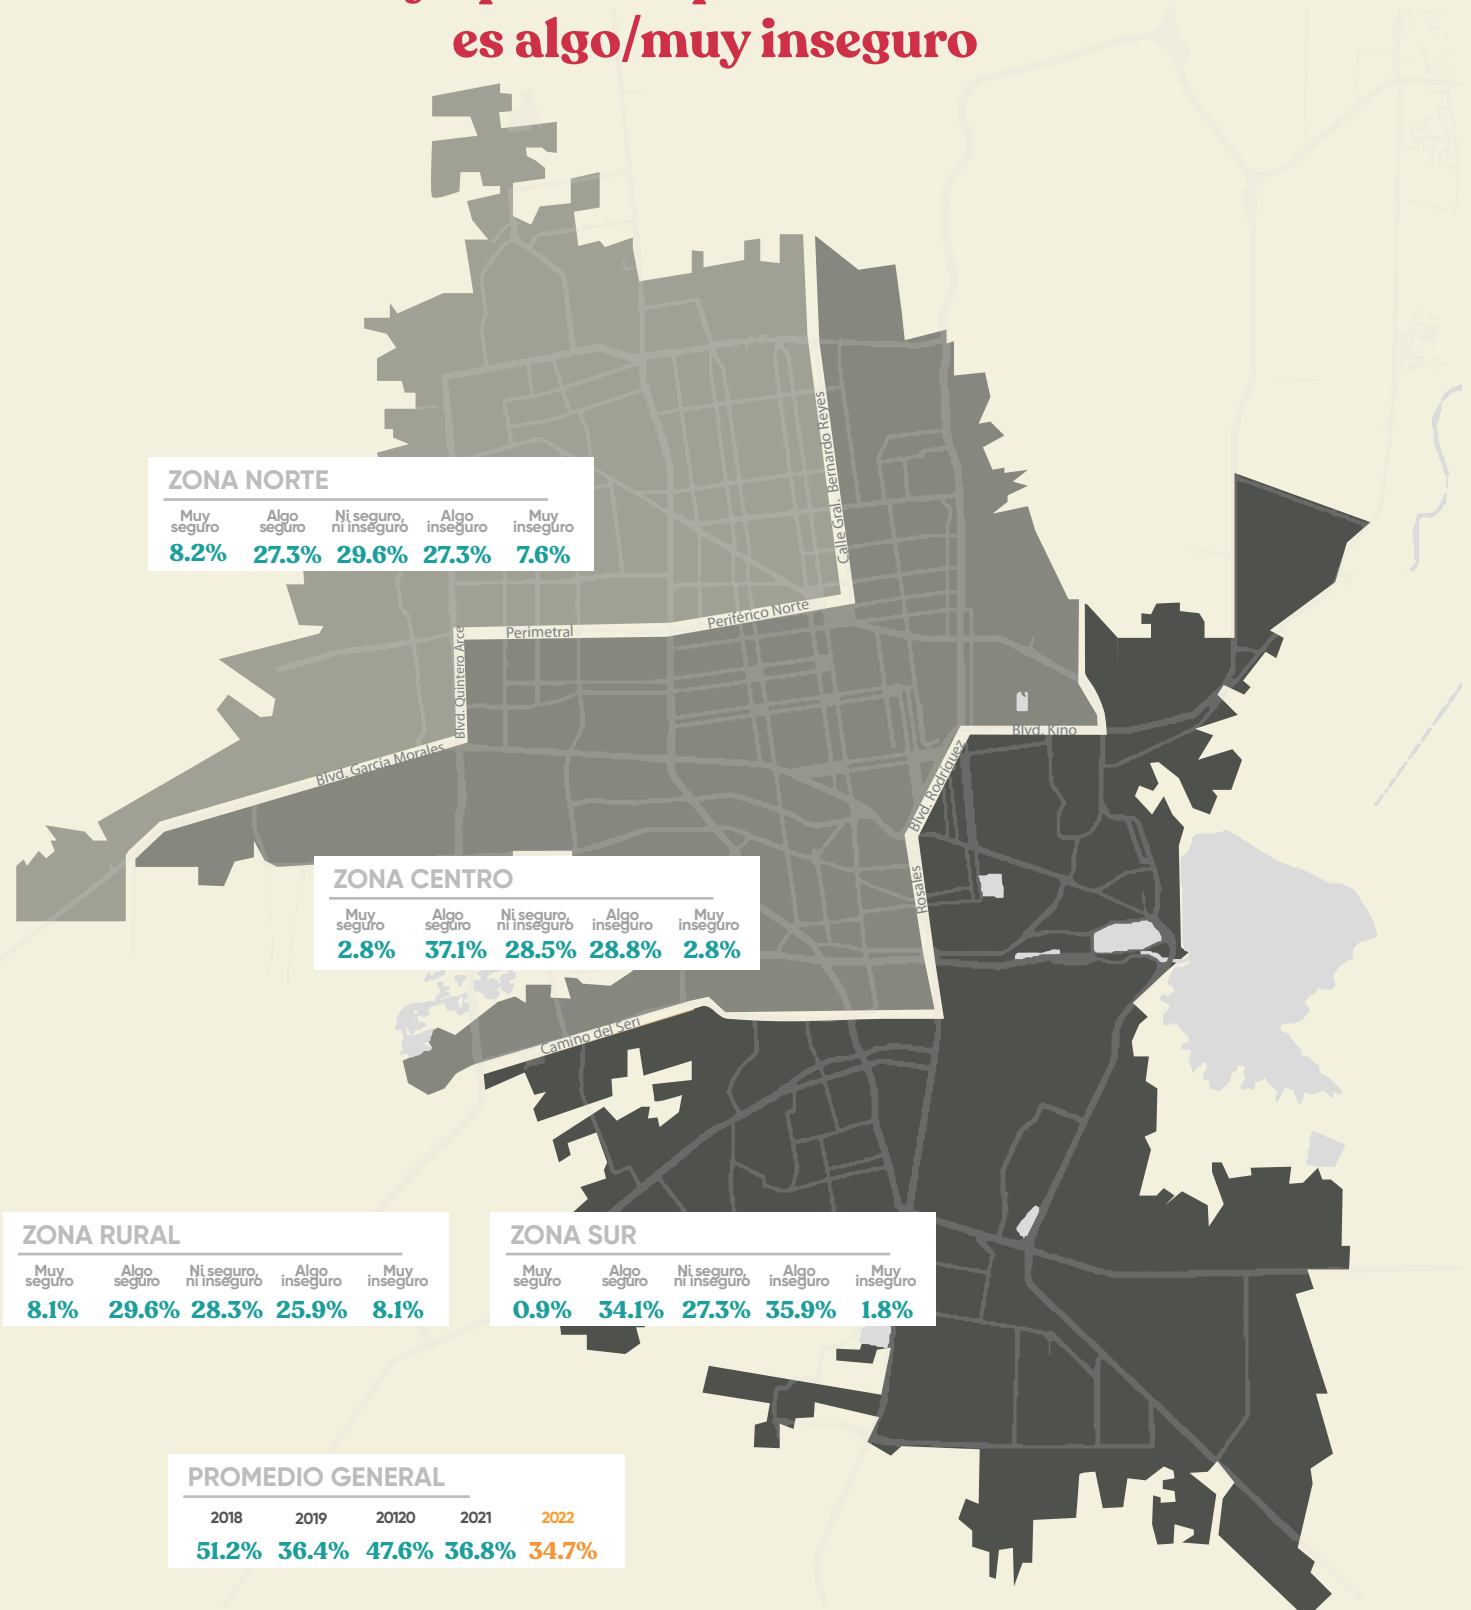 es algo/muy inseguro
Calle Gral. Bernardo Reyes
ZONA NORTE
Muy seguro
Algo seguro
Ni seguro, ni inseguro
Algo inseguro
Muy inseguro
8.2% 27.3% 29.6% 27.3% 7.6%
Periférico Norte
Perimetral
Blvd. Quintero Arce
Blvd. García Morales
Blvd. Kino
Blvd. Rodríguez
Rosales
ZONA CENTRO
Muy seguro
Algo seguro
Ni seguro, ni inseguro
Algo inseguro
Muy inseguro
2.8% 37.1% 28.5% 28.8% 2.8%
Camino del Seri
ZONA RURAL
Muy seguro
Algo seguro
Ni seguro, ni inseguro
Algo inseguro
Muy inseguro
8.1% 29.6% 28.3% 25.9% 8.1%
ZONA SUR
Muy seguro
Algo seguro
Ni seguro, ni inseguro
Algo inseguro
Muy inseguro
0.9% 34.1% 27.3% 35.9% 1.8%
PROMEDIO GENERAL
2018 2019 20120 2021 2022
51.2% 36.4% 47.6% 36.8% 34.7%